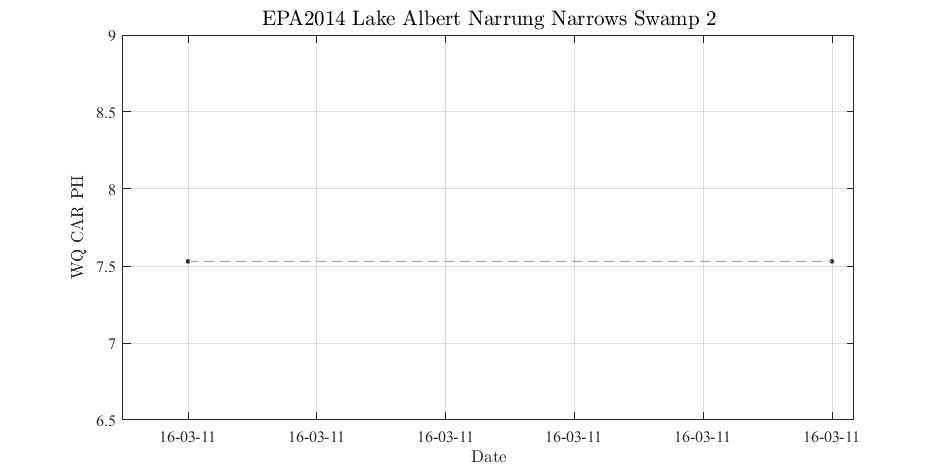 EPA2014 Lake Albert Narrung Narrows Swamp 2
9
8.5
8
7.5
7
6.5
WQ CAR PH
16-03-11 16-03-11 16-03-11 16-03-11 16-03-11 16-03-11
Date